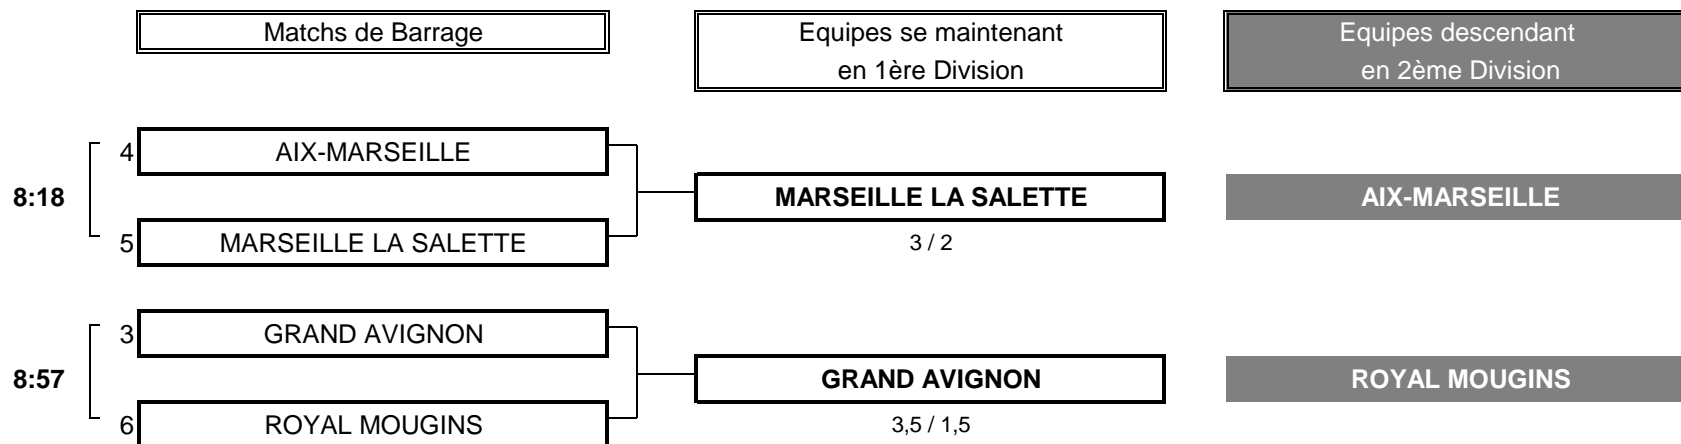 Matchs de Barrage
Equipes se maintenant
en 1ère Division
Equipes descendant
en 2ème Division
4
AIX-MARSEILLE
8:18
MARSEILLE LA SALETTE
AIX-MARSEILLE
5
MARSEILLE LA SALETTE
3 / 2
3
GRAND AVIGNON
8:57
GRAND AVIGNON
ROYAL MOUGINS
6
ROYAL MOUGINS
3,5 / 1,5